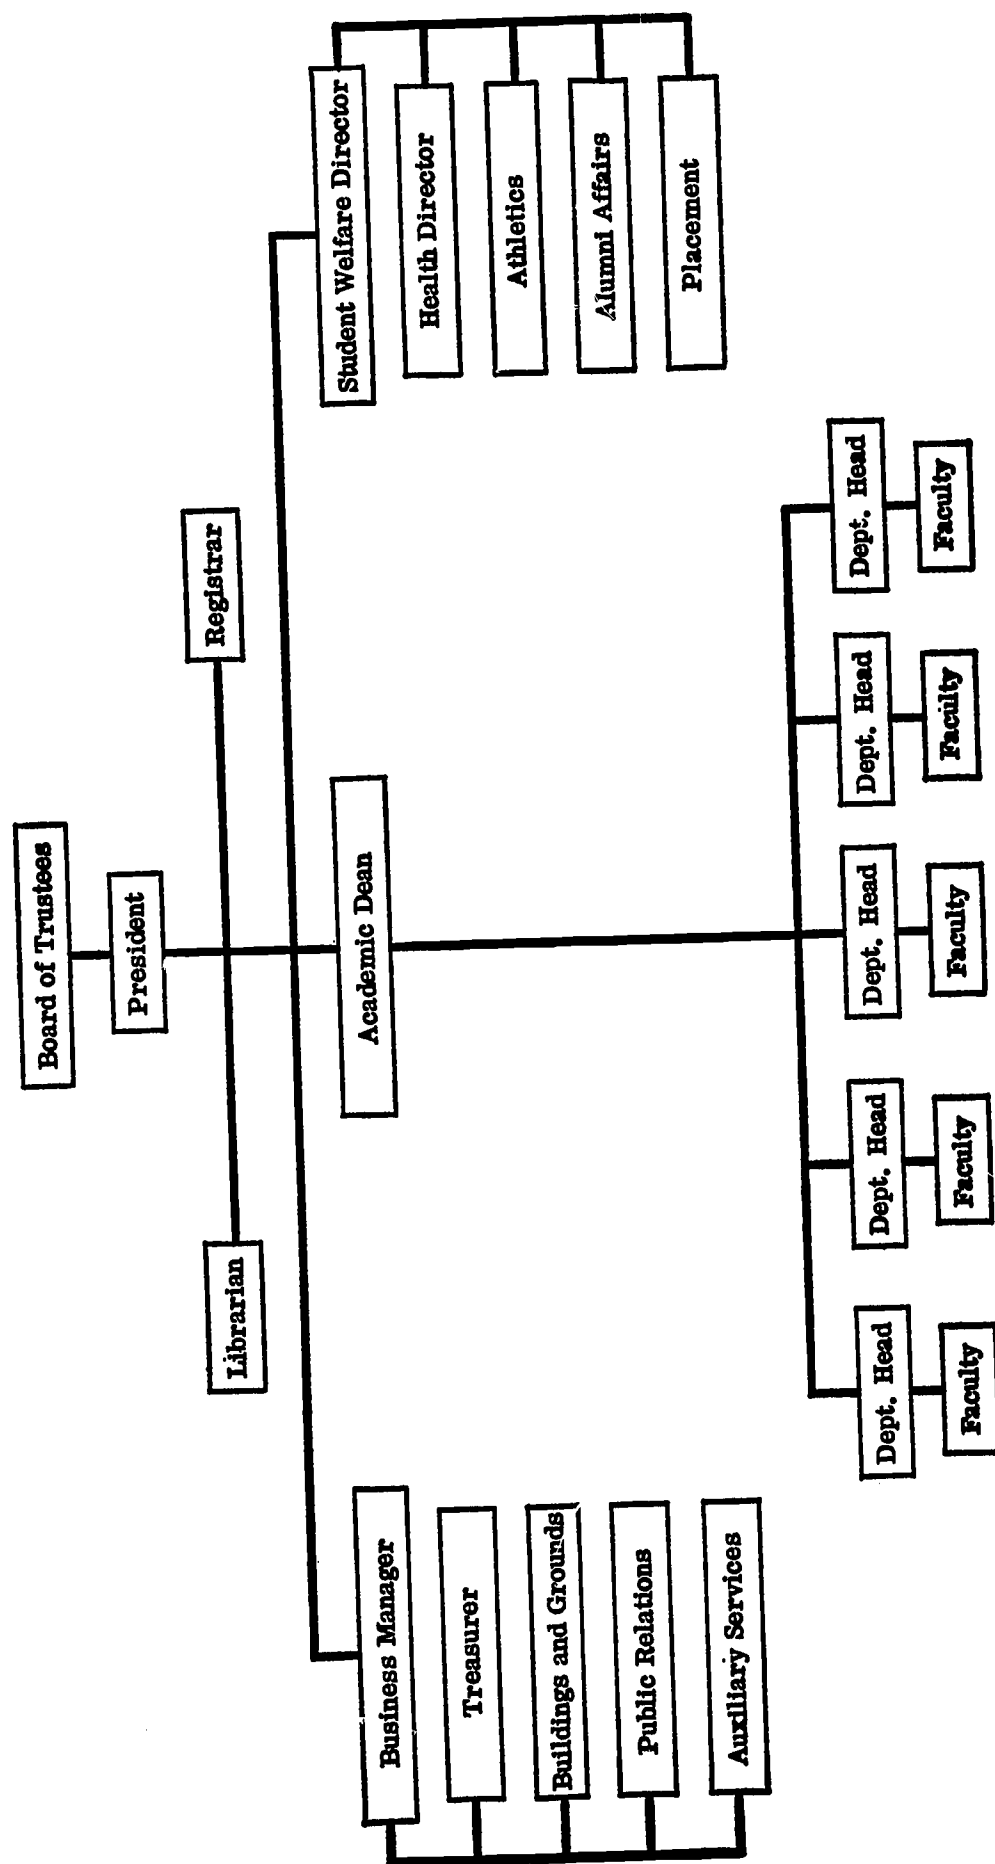 Board of Trustees
President
Librarian
Registrar
Business Manager
Academic Dean
Student Welfare Director
Treasurer
Buildings and Grounds
Public Relations
Auxiliary Services
Health Director
Athletics
Alumni Affairs
Placement
Dept. Head
Dept. Head
Dept. Head
Dept. Head
Dept. Head
Faculty
Faculty
Faculty
Faculty
Faculty